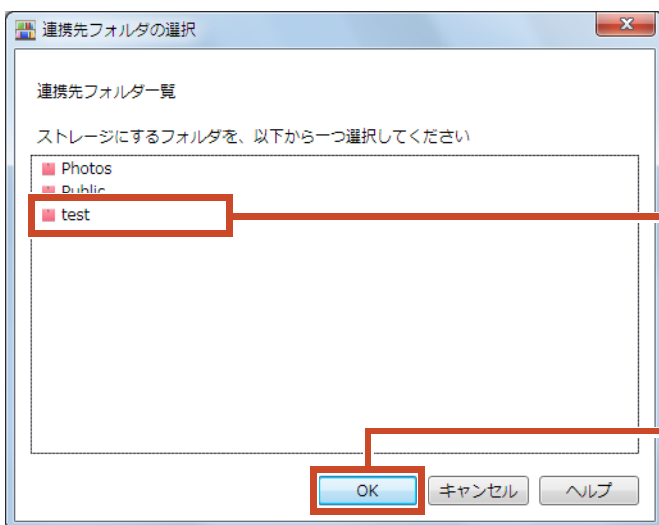 連携先フォルダの選択
連携先フォルダ一覧
ストレージにするフォルダを、以下から一つ選択してください
Photos
Public
test
OK
キャンセル
ヘルプ